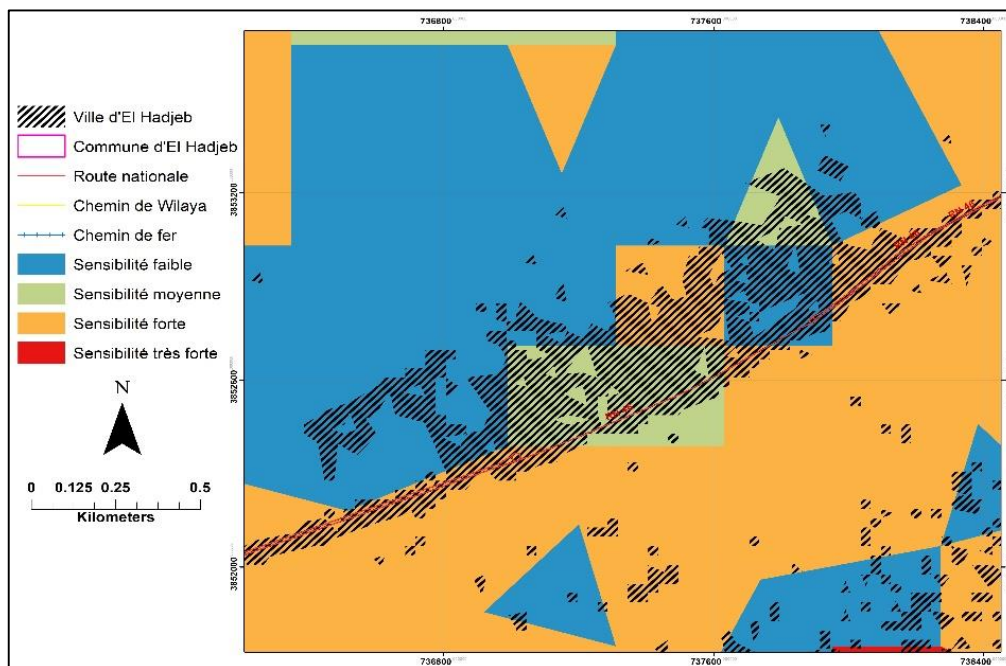 736800 737600 738400
Ville d'El Hadjeb
Commune d'El Hadjeb
Route nationale
Chemin de Wilaya
Chemin de fer
Sensibilité faible
Sensibilité moyenne
Sensibilité forte
Sensibilité très forte
N
0 0.125 0.25 0.5
Kilometers
3853200
3852600
3852000
RN 46
736800 737600 738400